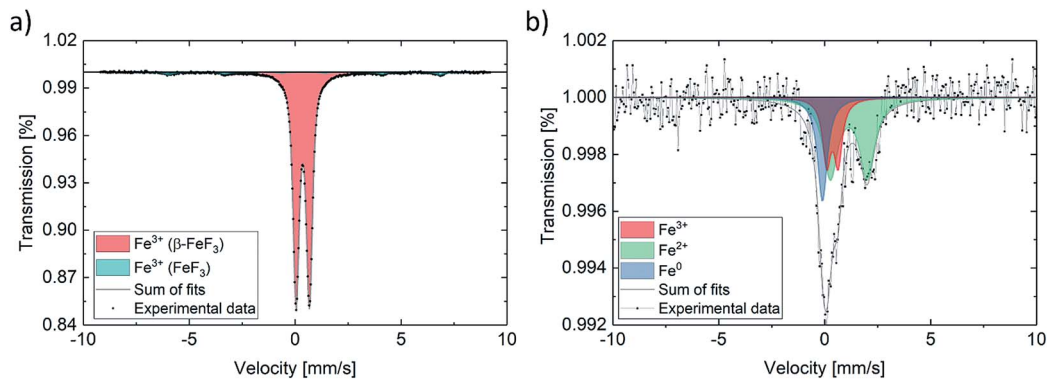 a)
1.02
0.99
0.96
0.93
0.90
0.87
0.84
Transmission [%]
Fe³⁺ (β-FeF₃)
Fe³⁺ (FeF₃)
Sum of fits
Experimental data
-10 -5 0 5 10
Velocity [mm/s]
b)
1.002
1.000
0.998
0.996
0.994
0.992
Transmission [%]
Fe³⁺
Fe²⁺
Fe⁰
Sum of fits
Experimental data
-10 -5 0 5 10
Velocity [mm/s]